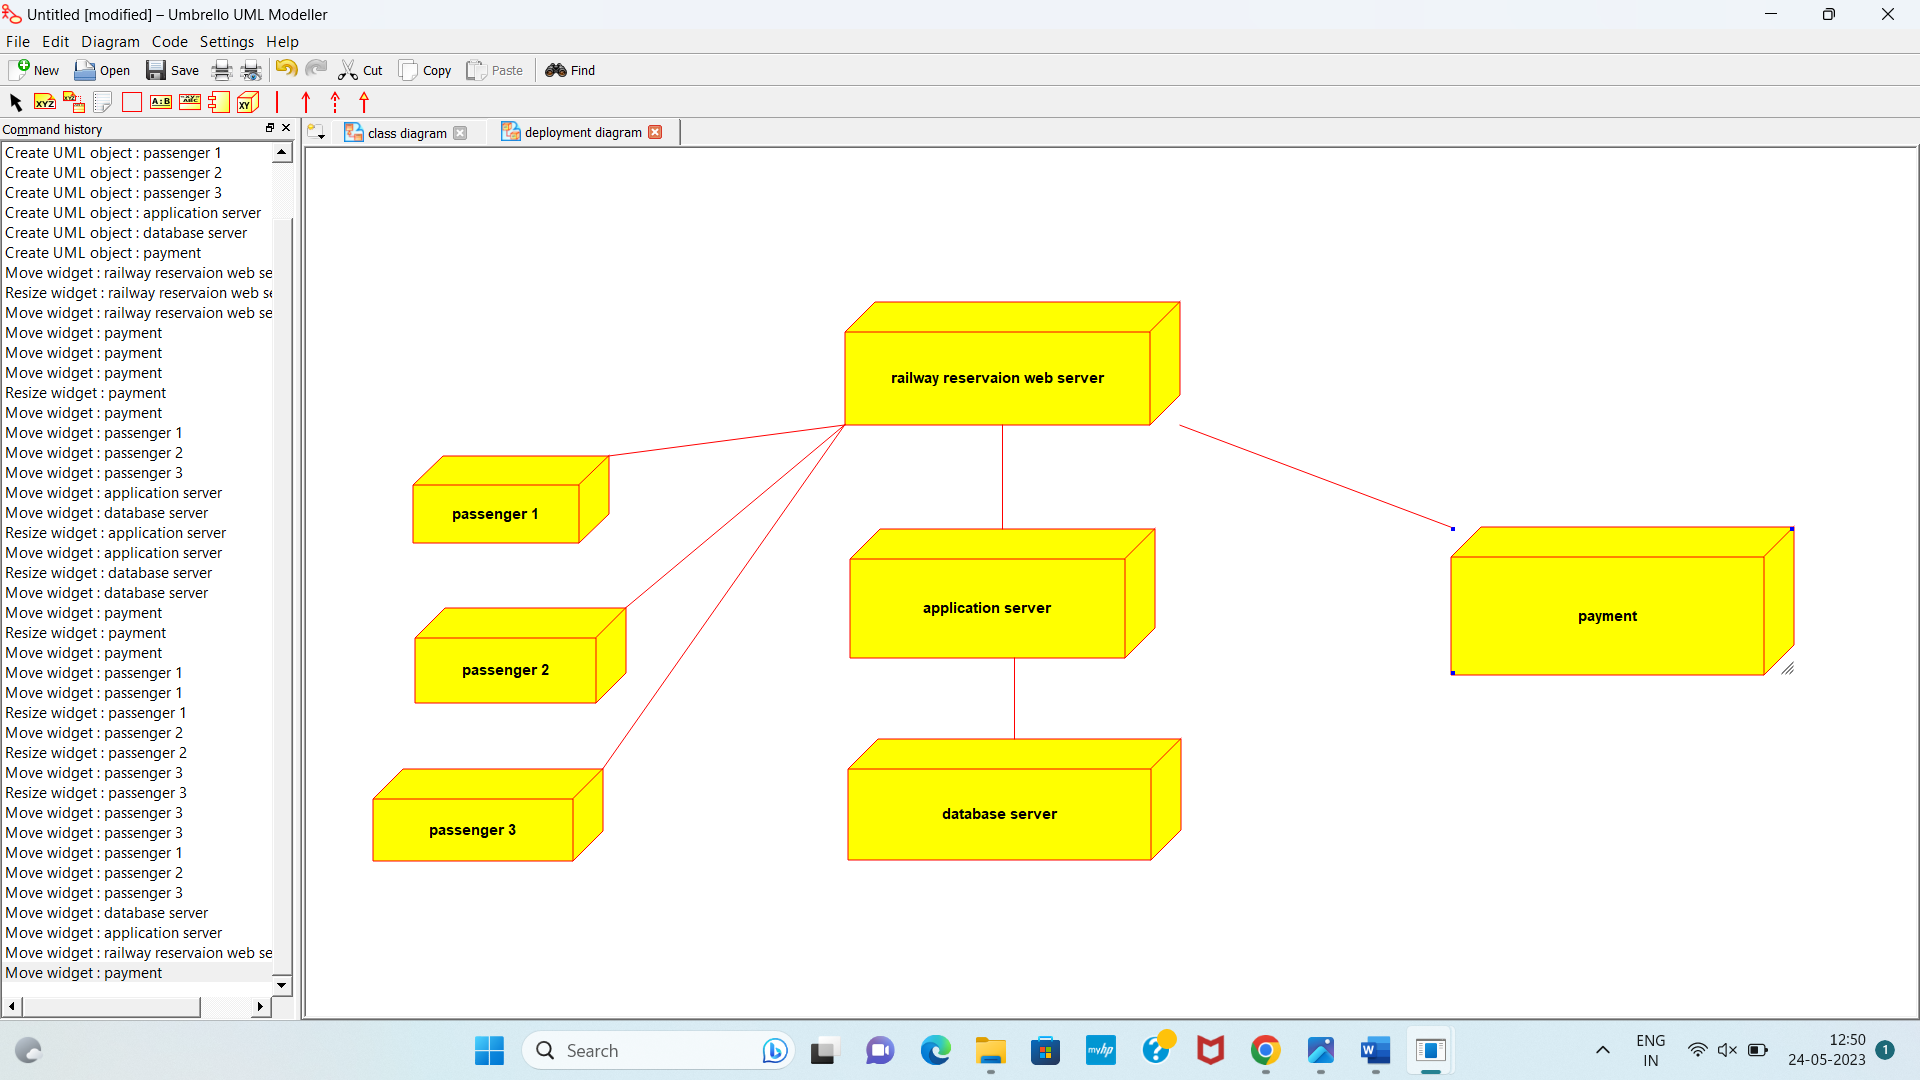 Untitled [modified] – Umbrello UML Modeller
File Edit Diagram Code Settings Help
New Open Save Cut Copy Paste Find
XYZ XYZ A:B ABC XY
Command history
class diagram deployment diagram
Create UML object : passenger 1
Create UML object : passenger 2
Create UML object : passenger 3
Create UML object : application server
Create UML object : database server
Create UML object : payment
Move widget : railway reservaion web se
Resize widget : railway reservaion web se
Move widget : railway reservaion web se
Move widget : payment
Move widget : payment
Move widget : payment
Resize widget : payment
Move widget : payment
Move widget : passenger 1
Move widget : passenger 2
Move widget : passenger 3
Move widget : application server
Move widget : database server
Resize widget : application server
Move widget : application server
Resize widget : database server
Move widget : database server
Move widget : payment
Resize widget : payment
Move widget : payment
Move widget : passenger 1
Move widget : passenger 1
Resize widget : passenger 1
Move widget : passenger 2
Resize widget : passenger 2
Move widget : passenger 3
Resize widget : passenger 3
Move widget : passenger 3
Move widget : passenger 3
Move widget : passenger 1
Move widget : passenger 2
Move widget : passenger 3
Move widget : database server
Move widget : application server
Move widget : railway reservaion web se
Move widget : payment
railway reservaion web server
passenger 1
application server
payment
passenger 2
database server
passenger 3
Search
myhp
ENG
IN
12:50
24-05-2023
1